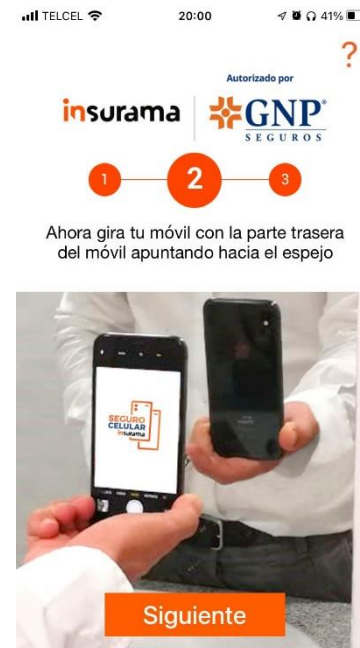 TELCEL
20:00
41%
?
Autorizado por
insurama
GNP
SEGUROS
1
2
3
Ahora gira tu móvil con la parte trasera
del móvil apuntando hacia el espejo
SEGURO
CELULAR
insurama
Siguiente